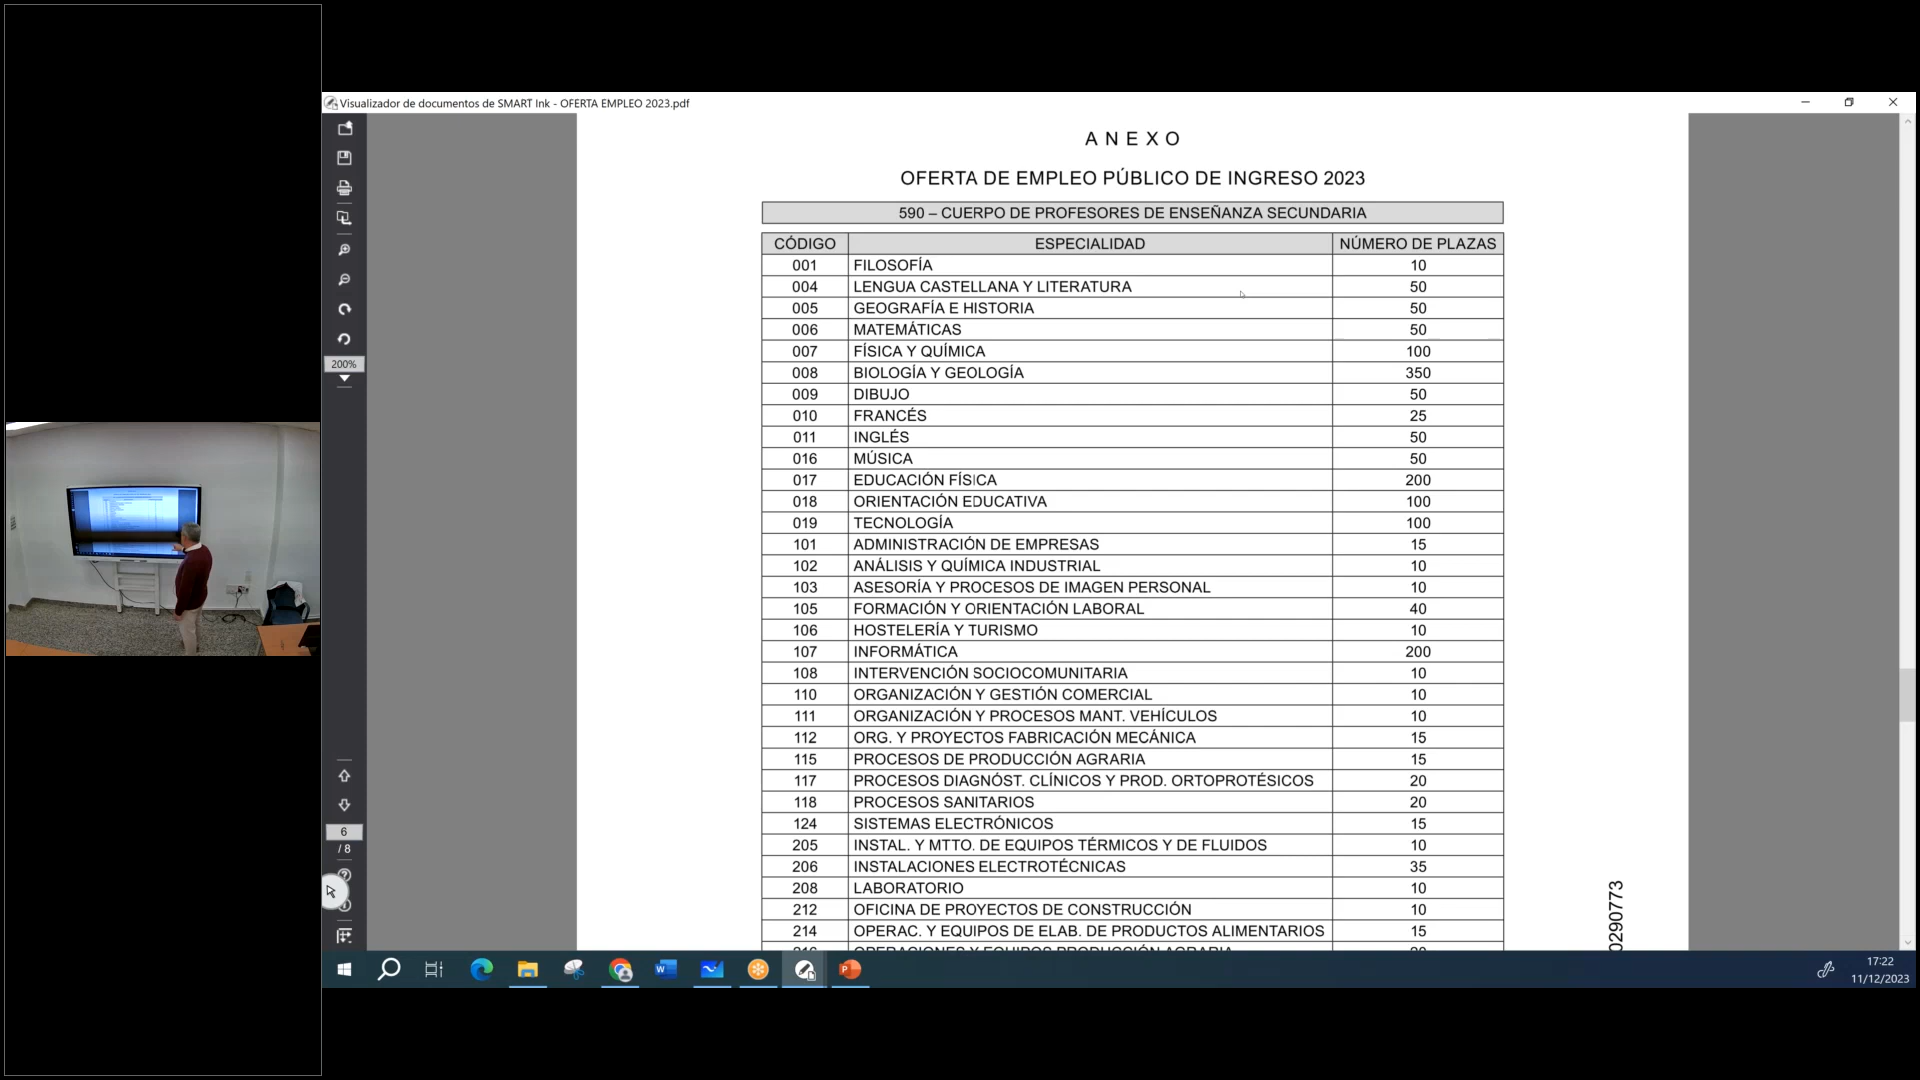 Visualizador de documentos de SMART Ink - OFERTA EMPLEO 2023.pdf
A N E X O
OFERTA DE EMPLEO PÚBLICO DE INGRESO 2023
590 – CUERPO DE PROFESORES DE ENSEÑANZA SECUNDARIA
CÓDIGO ESPECIALIDAD NÚMERO DE PLAZAS
001 FILOSOFÍA 10
004 LENGUA CASTELLANA Y LITERATURA 50
005 GEOGRAFÍA E HISTORIA 50
006 MATEMÁTICAS 50
007 FÍSICA Y QUÍMICA 100
008 BIOLOGÍA Y GEOLOGÍA 350
009 DIBUJO 50
010 FRANCÉS 25
011 INGLÉS 50
016 MÚSICA 50
017 EDUCACIÓN FÍSICA 200
018 ORIENTACIÓN EDUCATIVA 100
019 TECNOLOGÍA 100
101 ADMINISTRACIÓN DE EMPRESAS 15
102 ANÁLISIS Y QUÍMICA INDUSTRIAL 10
103 ASESORÍA Y PROCESOS DE IMAGEN PERSONAL 10
105 FORMACIÓN Y ORIENTACIÓN LABORAL 40
106 HOSTELERÍA Y TURISMO 10
107 INFORMÁTICA 200
108 INTERVENCIÓN SOCIOCOMUNITARIA 10
110 ORGANIZACIÓN Y GESTIÓN COMERCIAL 10
111 ORGANIZACIÓN Y PROCESOS MANT. VEHÍCULOS 10
112 ORG. Y PROYECTOS FABRICACIÓN MECÁNICA 15
115 PROCESOS DE PRODUCCIÓN AGRARIA 15
117 PROCESOS DIAGNÓST. CLÍNICOS Y PROD. ORTOPROTÉSICOS 20
118 PROCESOS SANITARIOS 20
124 SISTEMAS ELECTRÓNICOS 15
205 INSTAL. Y MTTO. DE EQUIPOS TÉRMICOS Y DE FLUIDOS 10
206 INSTALACIONES ELECTROTÉCNICAS 35
208 LABORATORIO 10
212 OFICINA DE PROYECTOS DE CONSTRUCCIÓN 10
214 OPERAC. Y EQUIPOS DE ELAB. DE PRODUCTOS ALIMENTARIOS 15
OPERACIONES Y EQUIPOS PRODUCCIÓN AGRARIA
0290773
200%
6
/ 8
17:22
11/12/2023